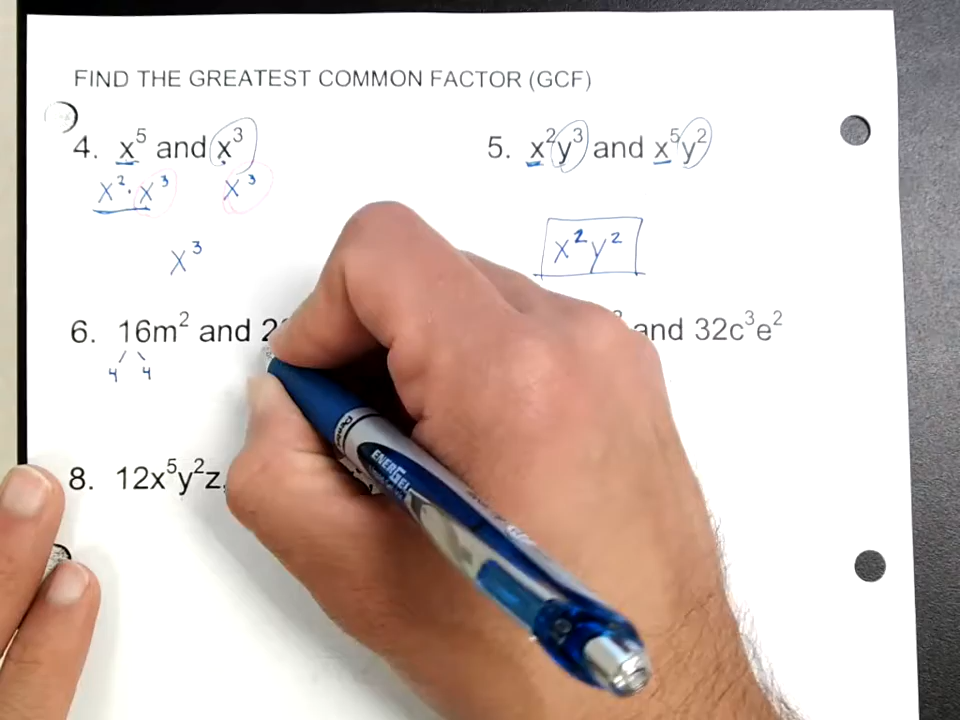 FIND THE GREATEST COMMON FACTOR (GCF)
4. x⁵ and x³
x² · x³ x³
x³
5. x²y³ and x⁵y²
x²y²
6. 16m² and 2
4 4
and 32c³e²
8. 12x⁵y²z,
ENERGEL